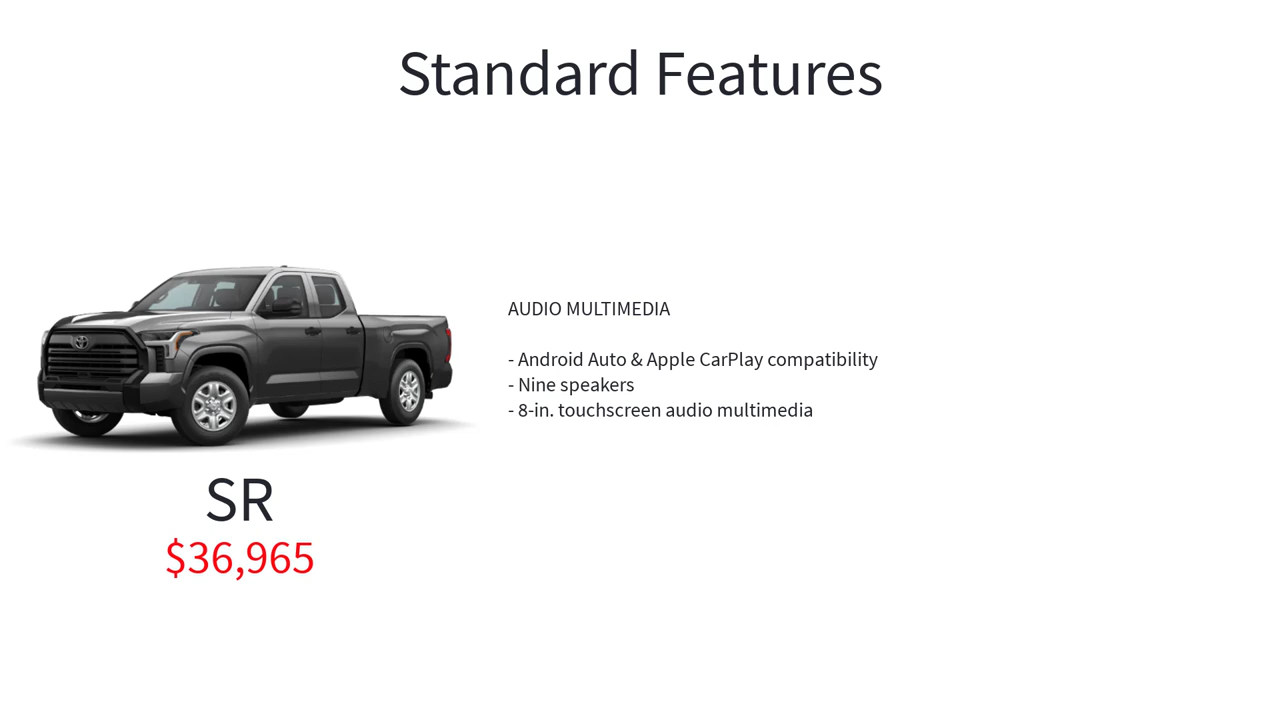 Standard Features
AUDIO MULTIMEDIA
- Android Auto & Apple CarPlay compatibility
- Nine speakers
- 8-in. touchscreen audio multimedia
SR
$36,965